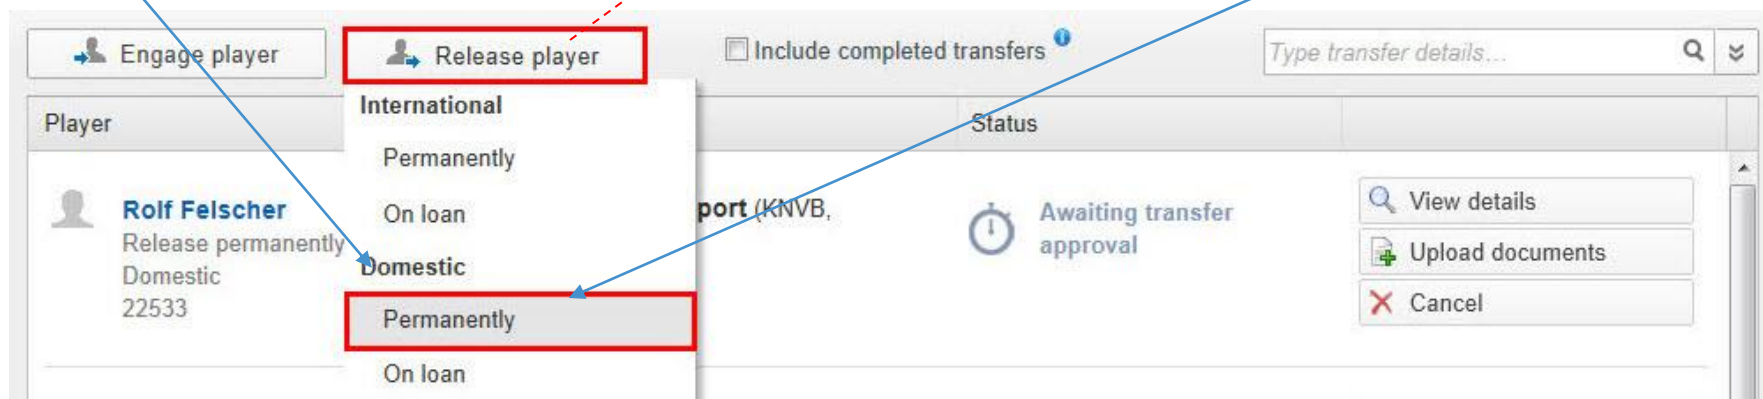 Engage player
Release player
Include completed transfers
Type transfer details...
Player
Status
International
Permanently
On loan
Domestic
Permanently
On loan
Rolf Felscher
Release permanently
Domestic
22533
port (KNVB,
Awaiting transfer
approval
View details
Upload documents
Cancel